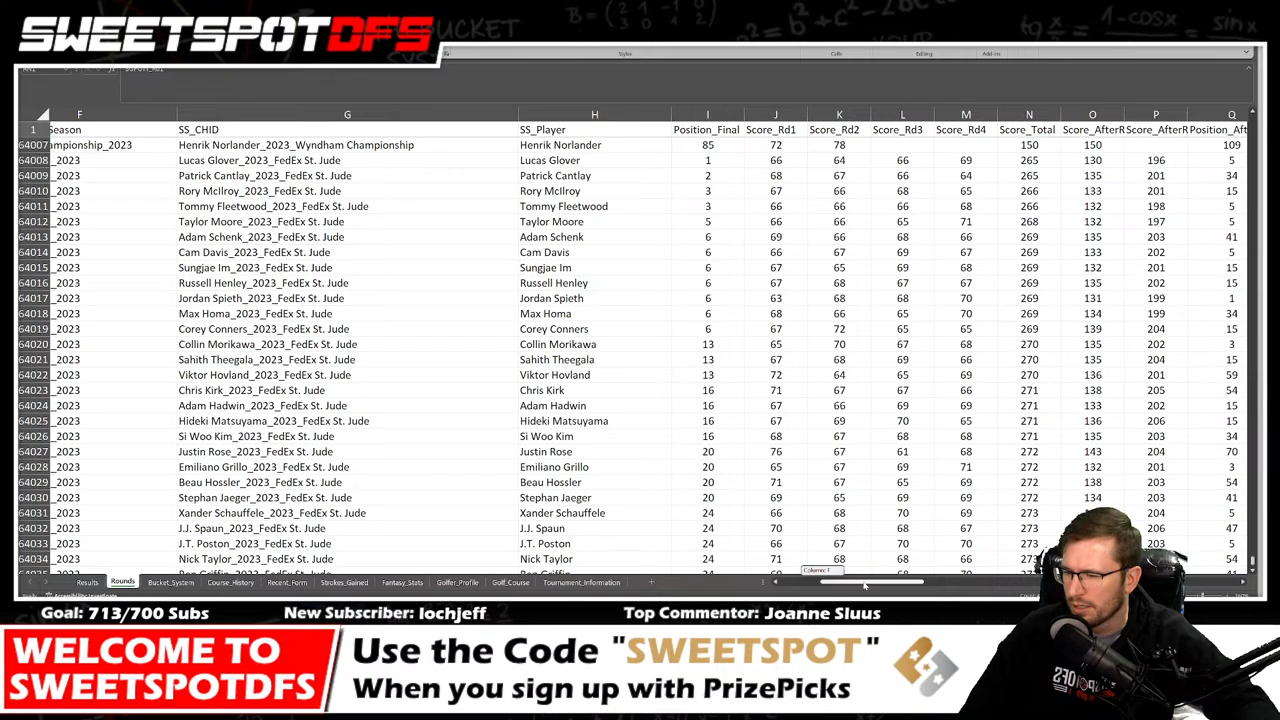 SWEETSPOTDFS
BUCKET
Styles Cells Editing Add-ins
F G H I J K L M N O P Q
1 Season SS_CHID SS_Player Position_Final Score_Rd1 Score_Rd2 Score_Rd3 Score_Rd4 Score_Total Score_AfterR Score_AfterR Position_Aft
64007 mpionship_2023 Henrik Norlander_2023_Wyndham Championship Henrik Norlander 85 72 78 150 150 109
64008 _2023 Lucas Glover_2023_FedEx St. Jude Lucas Glover 1 66 64 66 69 265 130 196 5
64009 _2023 Patrick Cantlay_2023_FedEx St. Jude Patrick Cantlay 2 68 67 66 64 265 135 201 34
64010 _2023 Rory McIlroy_2023_FedEx St. Jude Rory McIlroy 3 67 66 68 65 266 133 201 15
64011 _2023 Tommy Fleetwood_2023_FedEx St. Jude Tommy Fleetwood 3 66 66 66 68 266 132 198 5
64012 _2023 Taylor Moore_2023_FedEx St. Jude Taylor Moore 5 66 66 65 71 268 132 197 5
64013 _2023 Adam Schenk_2023_FedEx St. Jude Adam Schenk 6 69 66 68 66 269 135 203 41
64014 _2023 Cam Davis_2023_FedEx St. Jude Cam Davis 6 66 67 69 67 269 133 202 5
64015 _2023 Sungjae Im_2023_FedEx St. Jude Sungjae Im 6 67 65 69 68 269 132 201 15
64016 _2023 Russell Henley_2023_FedEx St. Jude Russell Henley 6 67 68 67 67 269 135 202 15
64017 _2023 Jordan Spieth_2023_FedEx St. Jude Jordan Spieth 6 63 68 68 70 269 131 199 1
64018 _2023 Max Homa_2023_FedEx St. Jude Max Homa 6 68 66 65 70 269 134 199 34
64019 _2023 Corey Conners_2023_FedEx St. Jude Corey Conners 6 67 72 65 65 269 139 204 15
64020 _2023 Collin Morikawa_2023_FedEx St. Jude Collin Morikawa 13 65 70 67 68 270 135 202 3
64021 _2023 Sahith Theegala_2023_FedEx St. Jude Sahith Theegala 13 67 68 69 66 270 135 204 15
64022 _2023 Viktor Hovland_2023_FedEx St. Jude Viktor Hovland 13 72 64 65 69 270 136 201 59
64023 _2023 Chris Kirk_2023_FedEx St. Jude Chris Kirk 16 71 67 67 66 271 138 205 54
64024 _2023 Adam Hadwin_2023_FedEx St. Jude Adam Hadwin 16 67 66 69 69 271 133 202 15
64025 _2023 Hideki Matsuyama_2023_FedEx St. Jude Hideki Matsuyama 16 67 69 70 65 271 136 206 15
64026 _2023 Si Woo Kim_2023_FedEx St. Jude Si Woo Kim 16 68 67 68 68 271 135 203 34
64027 _2023 Justin Rose_2023_FedEx St. Jude Justin Rose 20 76 67 61 68 272 143 204 70
64028 _2023 Emiliano Grillo_2023_FedEx St. Jude Emiliano Grillo 20 65 67 69 71 272 132 201 3
64029 _2023 Beau Hossler_2023_FedEx St. Jude Beau Hossler 20 71 67 65 69 272 138 203 54
64030 _2023 Stephan Jaeger_2023_FedEx St. Jude Stephan Jaeger 20 69 65 69 69 272 134 203 41
64031 _2023 Xander Schauffele_2023_FedEx St. Jude Xander Schauffele 24 66 68 70 69 273 204 5
64032 _2023 J.J. Spaun_2023_FedEx St. Jude J.J. Spaun 24 70 68 68 67 273 206 47
64033 _2023 J.T. Poston_2023_FedEx St. Jude J.T. Poston 24 66 67 70 70 273 5
64034 _2023 Nick Taylor_2023_FedEx St. Jude Nick Taylor 24 71 68 68 66 273 54
Column: F
Results Rounds Bucket_System Course_History Recent_Form Strokes_Gained Fantasy_Stats Golfer_Profile Golf_Course Tournament_Information
Goal: 713/700 Subs New Subscriber: lochjeff Top Commentor: Joanne Sluus
WELCOME TO
SWEETSPOTDFS
Use the Code "SWEETSPOT"
When you sign up with PrizePicks